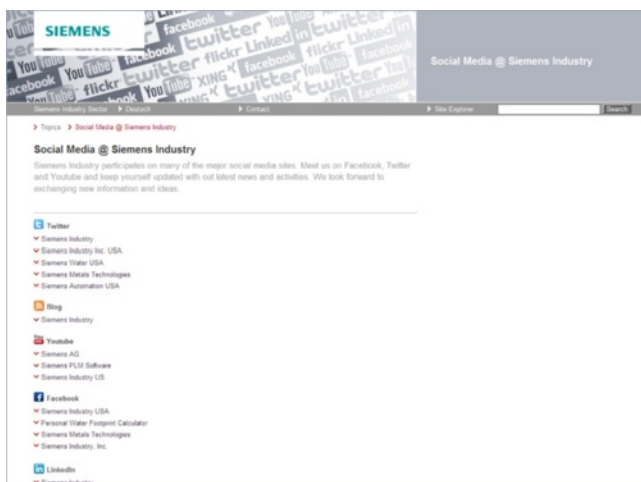 SIEMENS
Social Media @ Siemens Industry
Siemens Industry Sector Deutsch Contact Site Explorer Search
Topics Social Media @ Siemens Industry
Social Media @ Siemens Industry
Siemens Industry participates on many of the major social media sites. Meet us on Facebook, Twitter
and Youtube and keep yourself updated with out latest news and activities. We look forward to
exchanging new information and ideas.
Twitter
Siemens Industry
Siemens Industry Inc. USA
Siemens Water USA
Siemens Metals Technologies
Siemens Automation USA
Blog
Siemens Industry
Youtube
Siemens AG
Siemens PLM Software
Siemens Industry US
Facebook
Siemens Industry USA
Personal Water Footprint Calculator
Siemens Metals Technologies
Siemens Industry, Inc.
LinkedIn
Siemens Industry